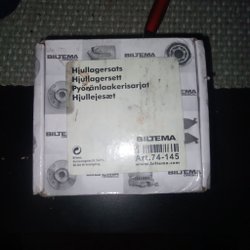 BILTEMA
Hjullagersats
Hjullagersett
Pyöränlaakerisarjat
Hjullejesæt
BILTEMA
Art.74-145
www.biltema.com